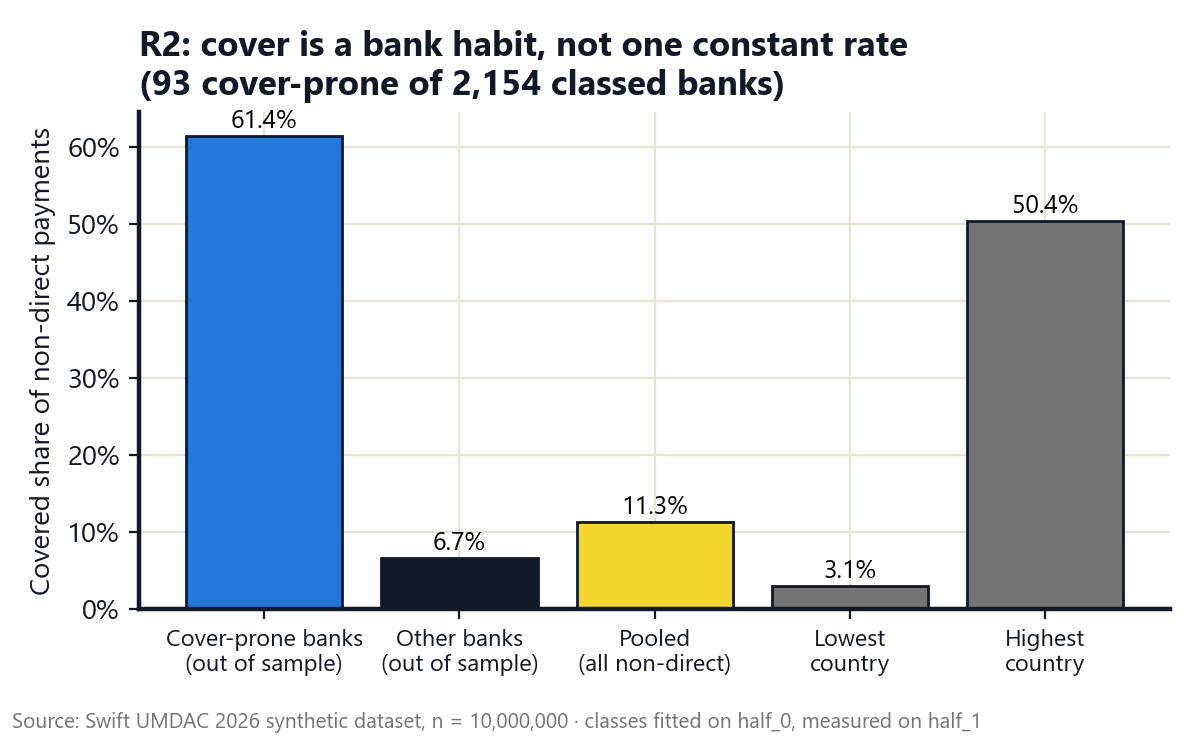 R2: cover is a bank habit, not one constant rate
(93 cover-prone of 2,154 classed banks)
Covered share of non-direct payments
60%
50%
40%
30%
20%
10%
0%
61.4%
6.7%
11.3%
3.1%
50.4%
Cover-prone banks
(out of sample)
Other banks
(out of sample)
Pooled
(all non-direct)
Lowest
country
Highest
country
Source: Swift UMDAC 2026 synthetic dataset, n = 10,000,000 · classes fitted on half_0, measured on half_1